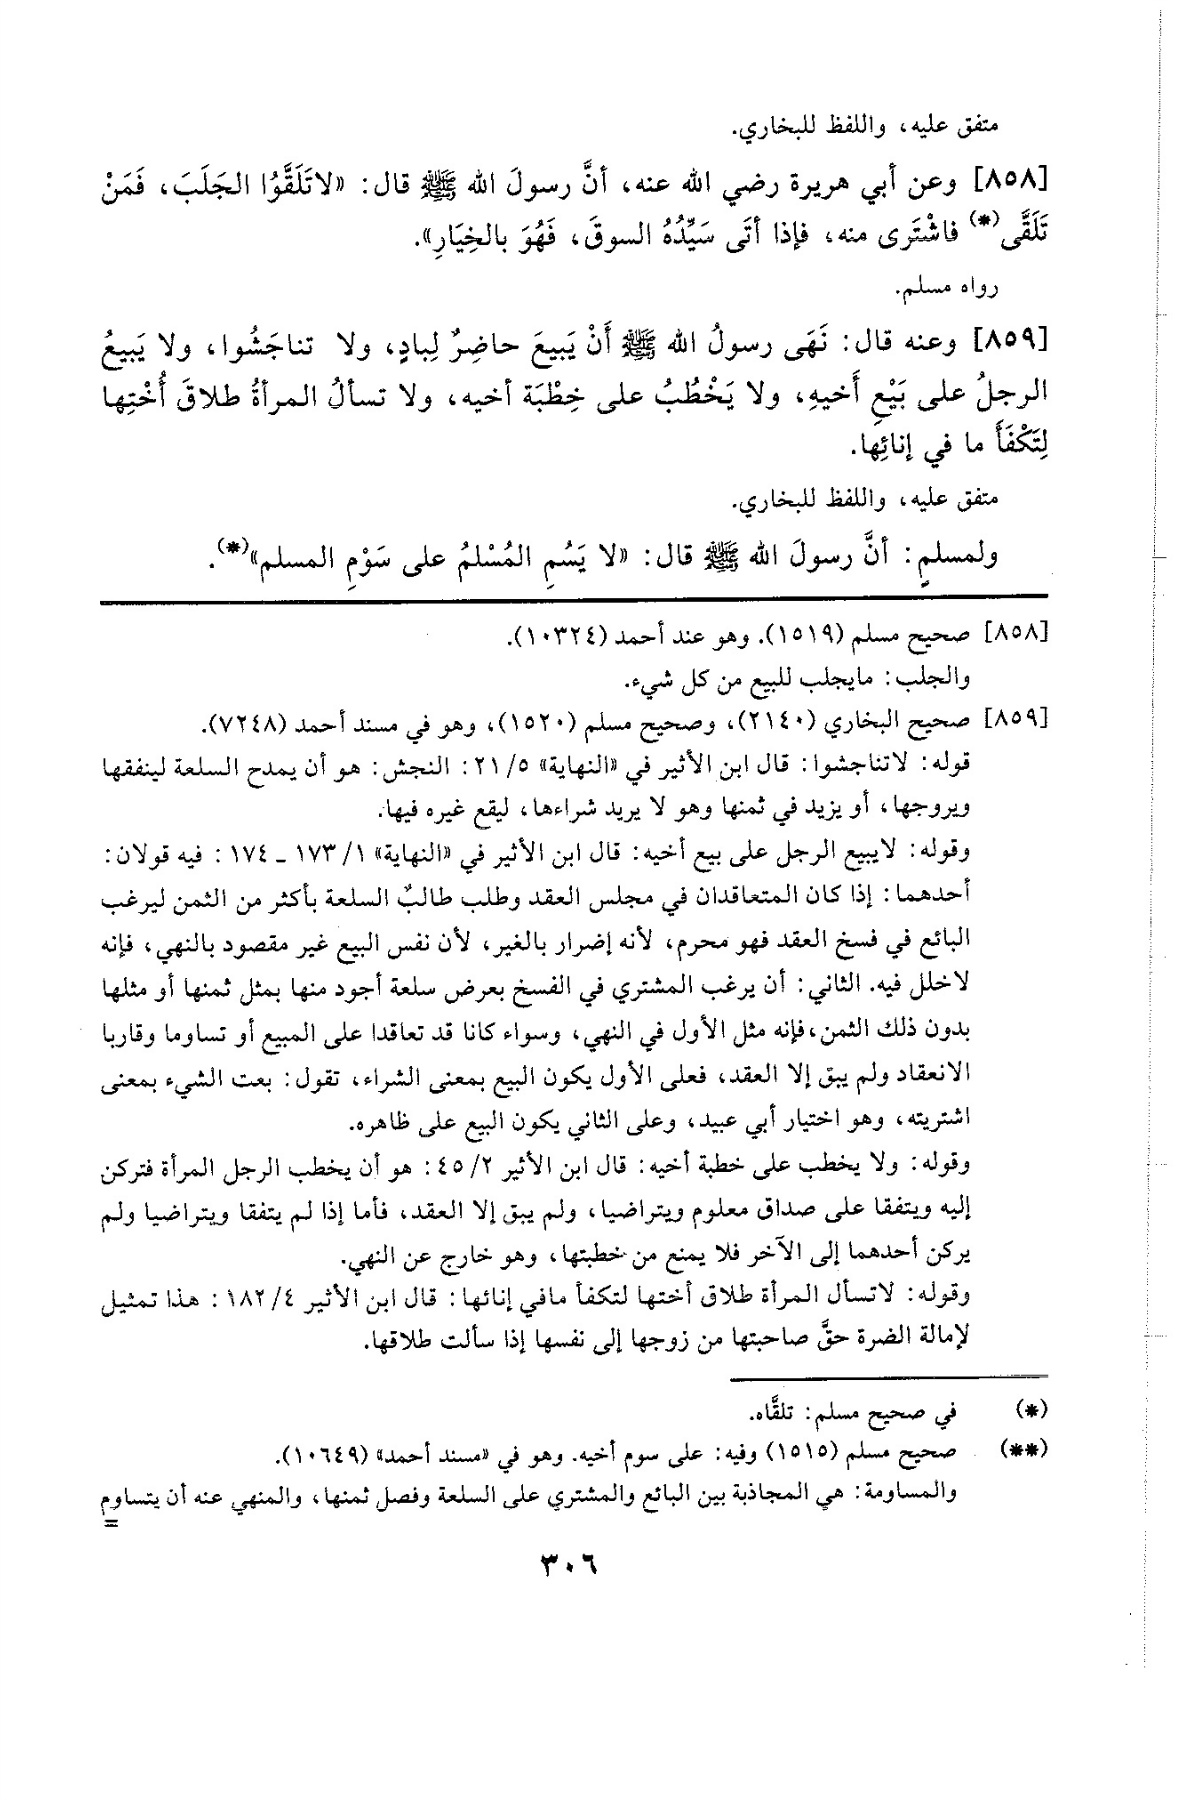 متفق عليه، واللفظ للبخاري.
[٨٥٨] وعن أبي هريرة رضي الله عنه، أنَّ رسولَ الله ﷺ قال: «لاتَلَقَّوُا الجَلَبَ، فَمَنْ
تَلَقَّى(*) فاشْتَرى منه، فإذا أتَى سَيِّدُهُ السوقَ، فَهُوَ بالخِيَارِ».
رواه مسلم.
[٨٥٩] وعنه قال: نَهَى رسولُ الله ﷺ أَنْ يَبيعَ حاضِرٌ لِبادٍ، ولا تناجَشُوا، ولا يَبيعُ
الرجلُ على بَيْعِ أَخيهِ، ولا يَخْطُبُ على خِطْبَة أخيه، ولا تسألُ المرأةُ طلاقَ أُخْتِها
لِتَكْفَأَ ما في إنائِها.
متفق عليه، واللفظ للبخاري.
ولمسلمٍ: أنَّ رسولَ الله ﷺ قال: «لا يَسُمِ المُسْلمُ على سَوْمِ المسلم»(*).
[٨٥٨] صحيح مسلم (١٥١٩). وهو عند أحمد (١٠٣٢٤).
والجلب: مايجلب للبيع من كل شيء.
[٨٥٩] صحيح البخاري (٢١٤٠)، وصحيح مسلم (١٥٢٠)، وهو في مسند أحمد (٧٢٤٨).
قوله: لاتناجشوا: قال ابن الأثير في «النهاية» ٢١/٥: النجش: هو أن يمدح السلعة لينفقها
ويروجها، أو يزيد في ثمنها وهو لا يريد شراءها، ليقع غيره فيها.
وقوله: لايبيع الرجل على بيع أخيه: قال ابن الأثير في «النهاية» ١/ ١٧٣ ـ ١٧٤ : فيه قولان:
أحدهما: إذا كان المتعاقدان في مجلس العقد وطلب طالبٌ السلعة بأكثر من الثمن ليرغب
البائع في فسخ العقد فهو محرم، لأنه إضرار بالغير، لأن نفس البيع غير مقصود بالنهي، فإنه
لاخلل فيه. الثاني: أن يرغب المشتري في الفسخ بعرض سلعة أجود منها بمثل ثمنها أو مثلها
بدون ذلك الثمن،فإنه مثل الأول في النهي، وسواء كانا قد تعاقدا على المبيع أو تساوما وقاربا
الانعقاد ولم يبق إلا العقد، فعلى الأول يكون البيع بمعنى الشراء، تقول: بعت الشيء بمعنى
اشتريته، وهو اختيار أبي عبيد، وعلى الثاني يكون البيع على ظاهره.
وقوله: ولا يخطب على خطبة أخيه: قال ابن الأثير ٢/ ٤٥: هو أن يخطب الرجل المرأة فتركن
إليه ويتفقا على صداق معلوم ويتراضيا، ولم يبق إلا العقد، فأما إذا لم يتفقا ويتراضيا ولم
يركن أحدهما إلى الآخر فلا يمنع من خطبتها، وهو خارج عن النهي.
وقوله: لاتسأل المرأة طلاق أختها لتكفأ مافي إنائها: قال ابن الأثير ٤/ ١٨٢ : هذا تمثيل
لإمالة الضرة حقَّ صاحبتها من زوجها إلى نفسها إذا سألت طلاقها.
(*) في صحيح مسلم: تلقَّاه.
(**) صحيح مسلم (١٥١٥) وفيه: على سوم أخيه. وهو في «مسند أحمد» (١٠٦٤٩).
والمساومة: هي المجاذبة بين البائع والمشتري على السلعة وفصل ثمنها، والمنهي عنه أن يتساوم
=
٣٠٦